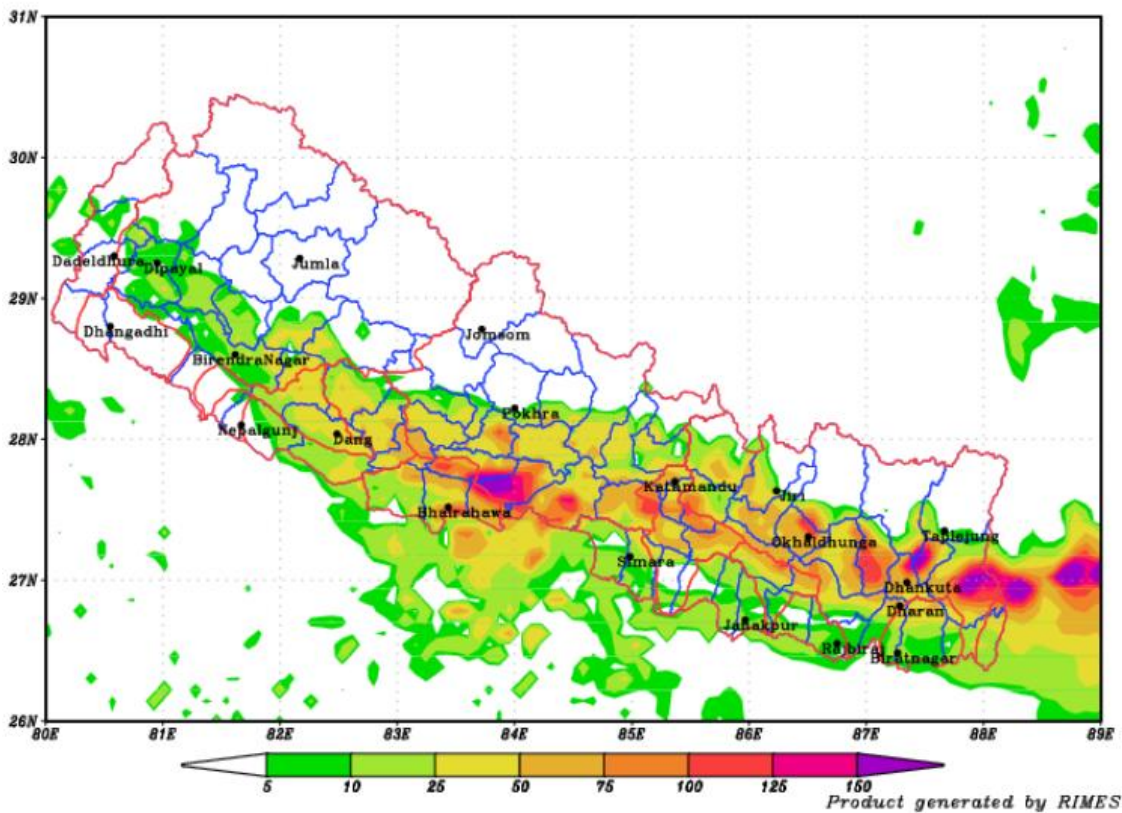 31N
30N
Dadeldhura
Dipayal
Jumla
29N
Dhangadhi
Jomsom
BirendraNagar
Pokhra
28N
Nepalgunj
Dang
Katamandu
Jiri
Bhairahawa
Okhaldhunga
Taplejung
Simara
27N
Dhankuta
Dharan
Janakpur
Rajbiraj
Biratnagar
26N
80E 81E 82E 83E 84E 85E 86E 87E 88E 89E
5 10 25 50 75 100 125 150
Product generated by RIMES